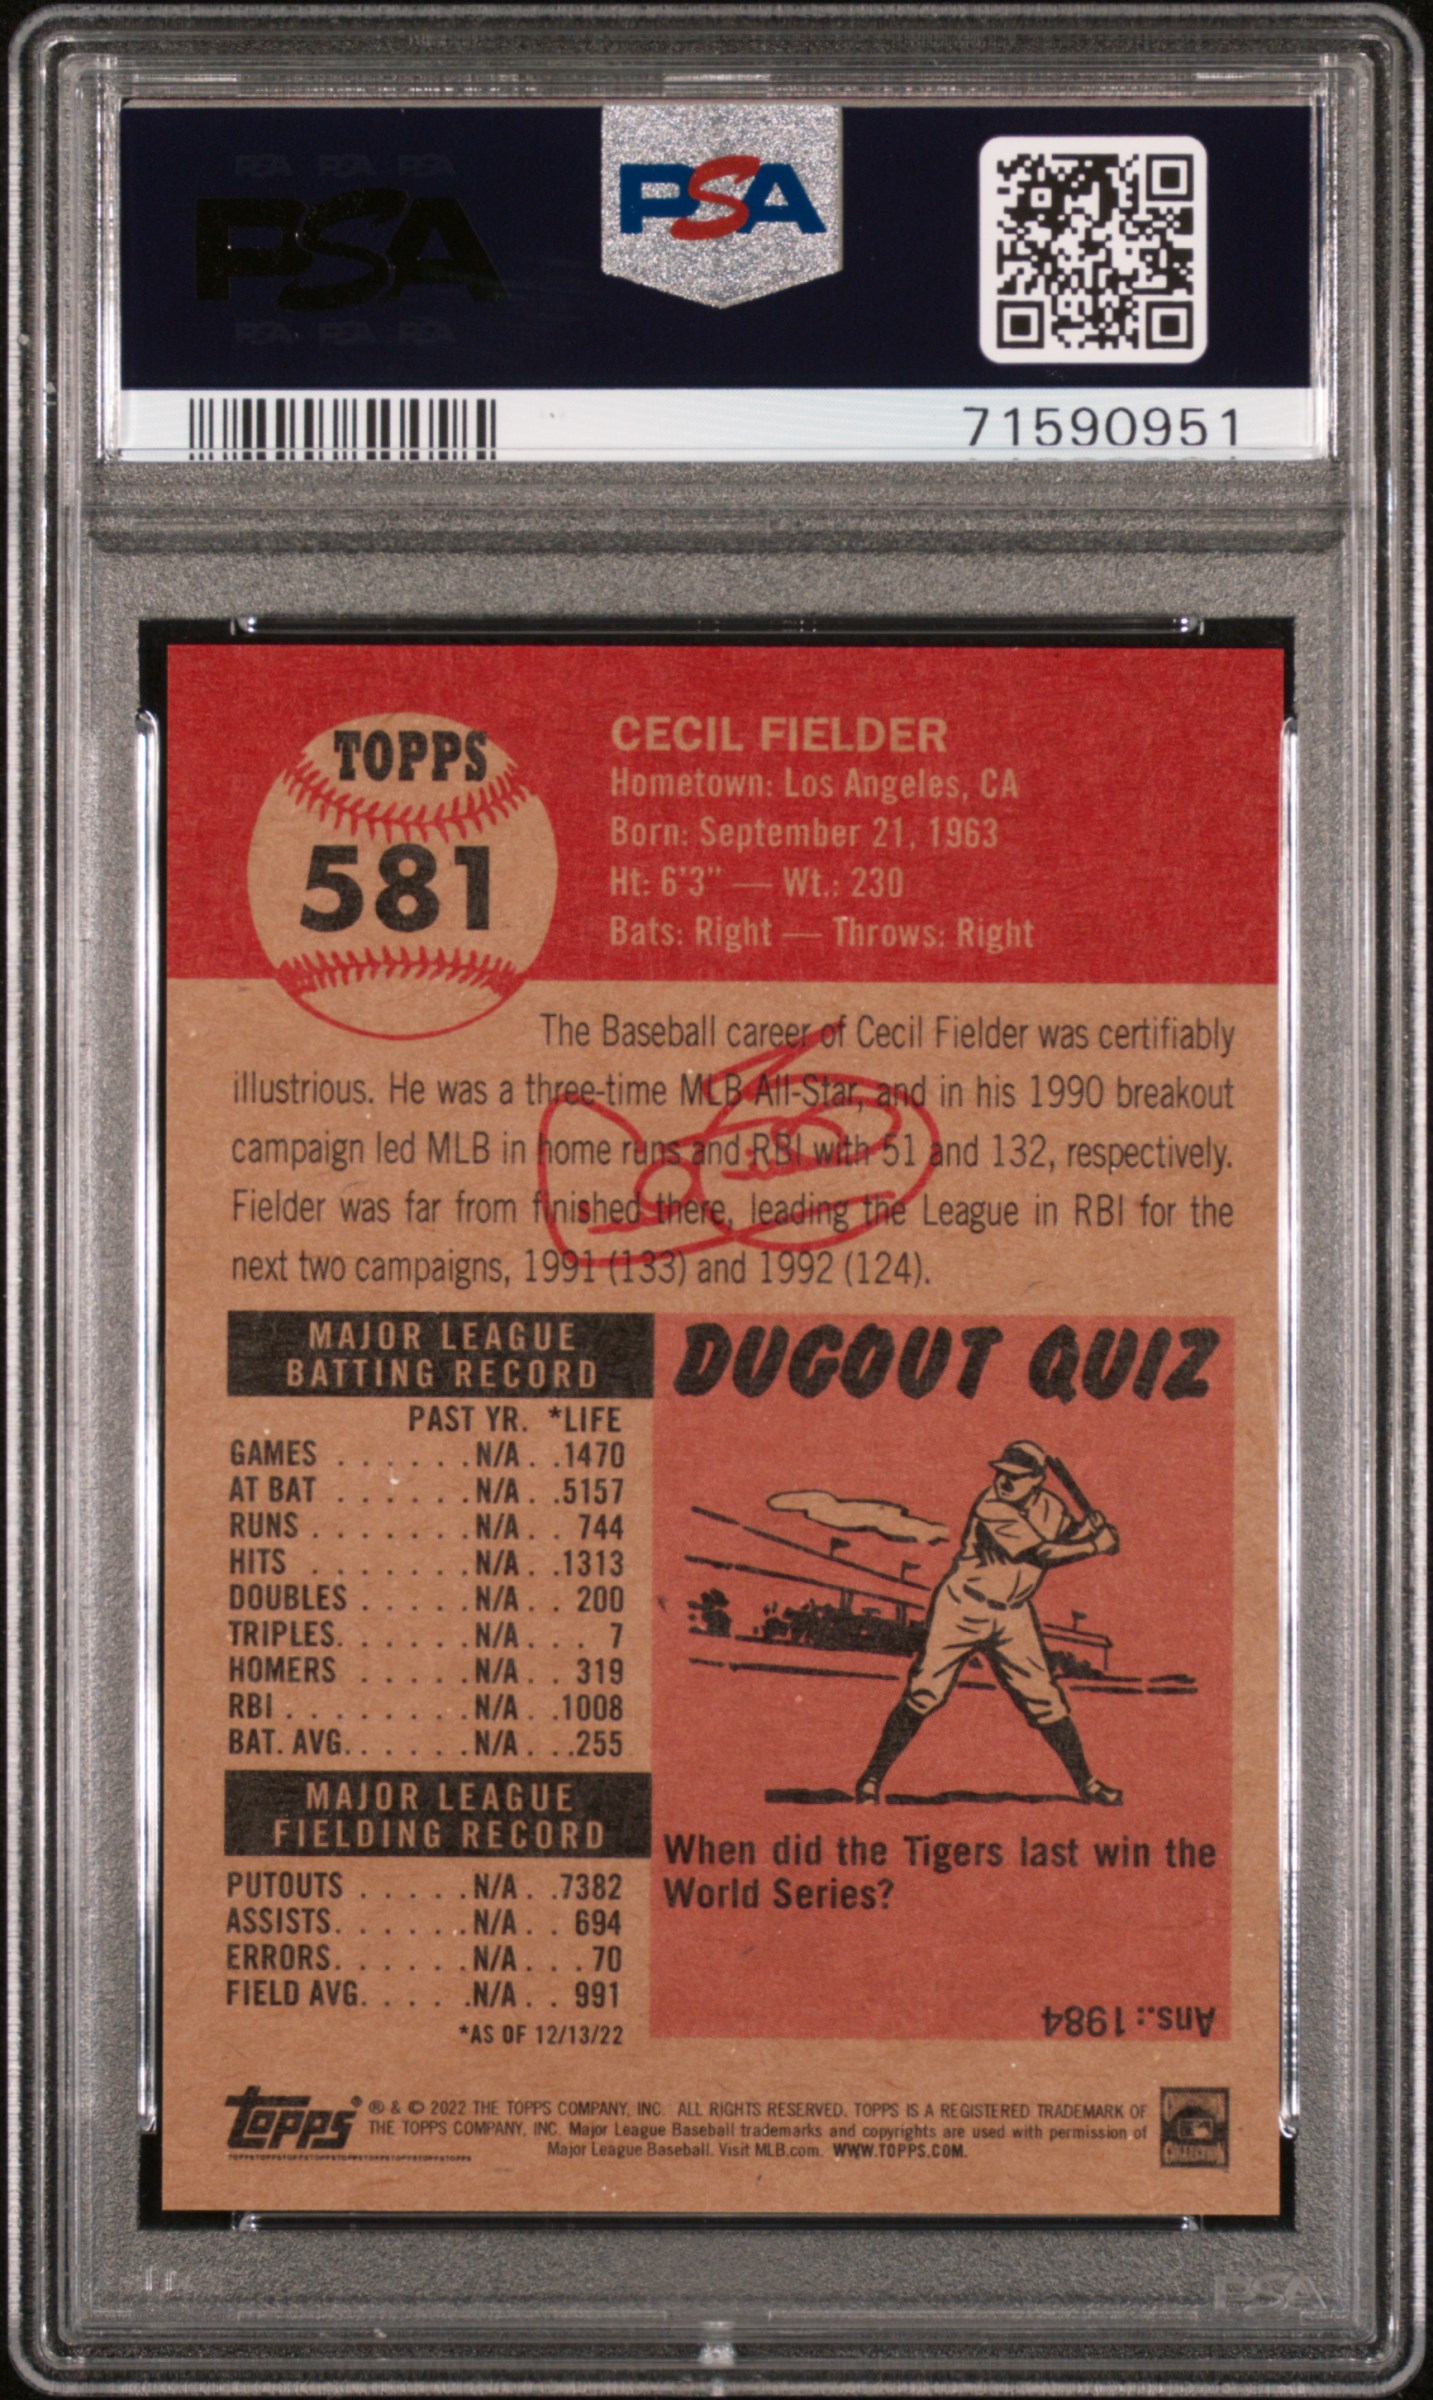 PSA PSA PSA
PSA
PSA PSA PSA
PSA
71590951
TOPPS
581
CECIL FIELDER
Hometown: Los Angeles, CA
Born: September 21, 1963
Ht: 6'3" — Wt.: 230
Bats: Right — Throws: Right
The Baseball career of Cecil Fielder was certifiably
illustrious. He was a three-time MLB All-Star, and in his 1990 breakout
campaign led MLB in home runs and RBI with 51 and 132, respectively.
Fielder was far from finished there, leading the League in RBI for the
next two campaigns, 1991 (133) and 1992 (124).
MAJOR LEAGUE
BATTING RECORD
PAST YR. *LIFE
GAMES . . . . . . .N/A . .1470
AT BAT . . . . . . .N/A . .5157
RUNS . . . . . . . .N/A . . 744
HITS . . . . . . . .N/A . .1313
DOUBLES . . . . . .N/A . . 200
TRIPLES. . . . . . .N/A . . . 7
HOMERS . . . . . .N/A . . 319
RBI . . . . . . . . .N/A . .1008
BAT. AVG. . . . . . .N/A . . .255
MAJOR LEAGUE
FIELDING RECORD
PUTOUTS . . . . . .N/A . .7382
ASSISTS. . . . . . .N/A . . 694
ERRORS. . . . . . .N/A . . . 70
FIELD AVG. . . . . .N/A . . 991
*AS OF 12/13/22
DUGOUT QUIZ
When did the Tigers last win the
World Series?
Ans.: 1984
Topps® ® & © 2022 THE TOPPS COMPANY, INC. ALL RIGHTS RESERVED. TOPPS IS A REGISTERED TRADEMARK OF
THE TOPPS COMPANY, INC. Major League Baseball trademarks and copyrights are used with permission of
Major League Baseball. Visit MLB.com. WWW.TOPPS.COM.
PSA